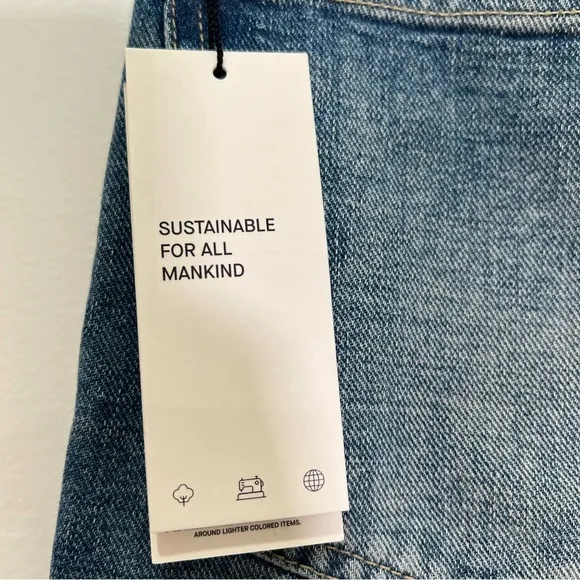 SUSTAINABLE
FOR ALL
MANKIND
AROUND LIGHTER COLORED ITEMS.